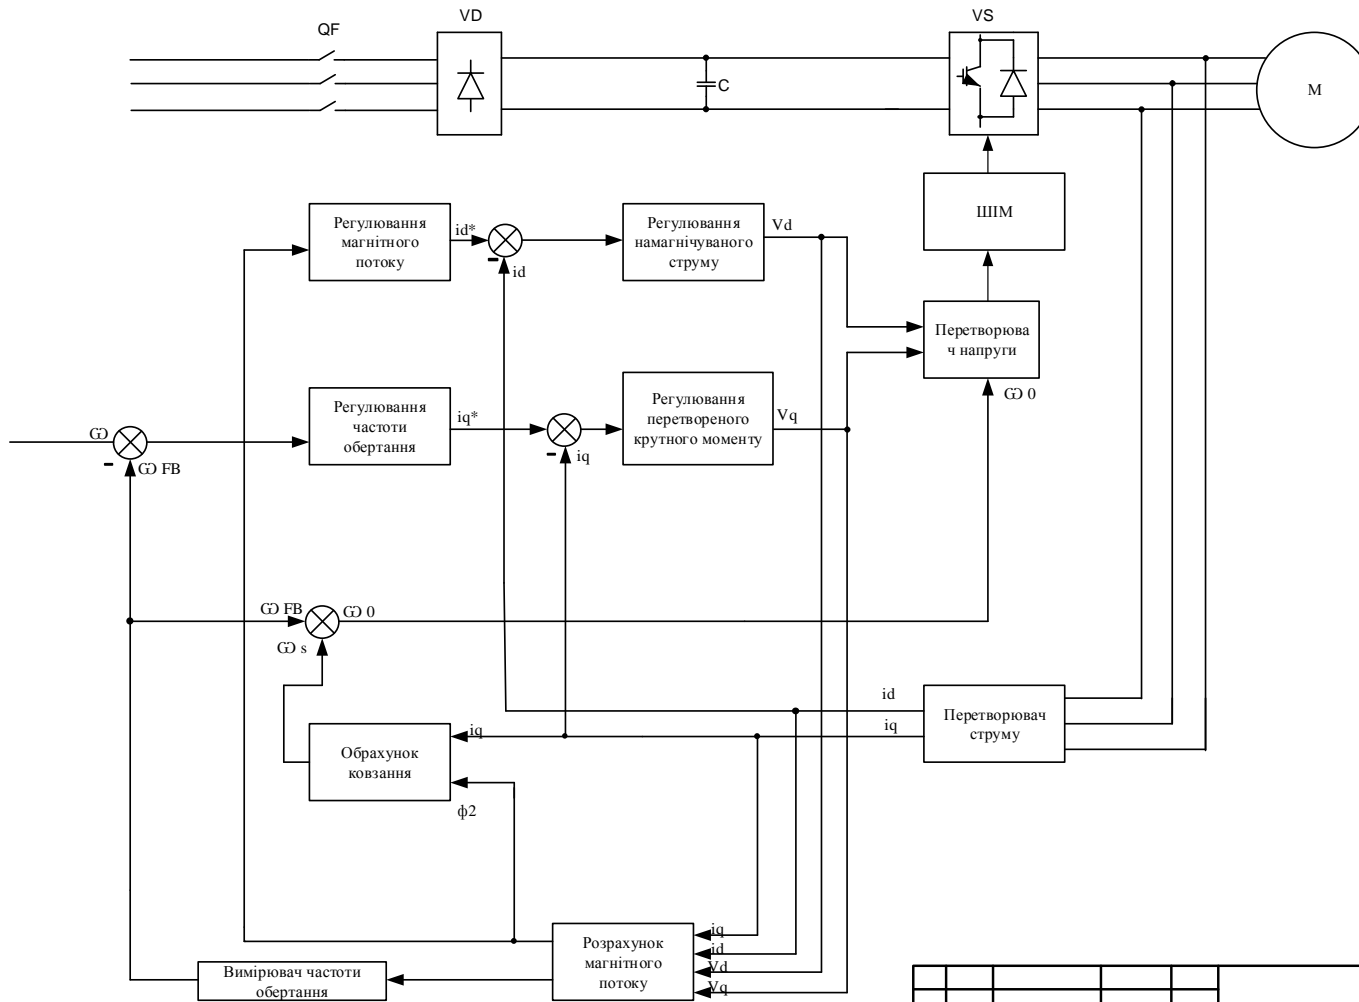 QF
VD
VS
C
М
ШІМ
Регулювання
магнітного
потоку
id*
id
Регулювання
намагнічуваного
струму
Vd
Перетворюва
ч напруги
Ѡ 0
Регулювання
частоти
обертання
iq*
iq
Регулювання
перетвореного
крутного моменту
Vq
Ѡ
Ѡ FB
Ѡ FB
Ѡ 0
Ѡ s
id
iq
Перетворювач
струму
iq
Обрахунок
ковзання
ф2
Розрахунок
магнітного
потоку
iq
id
Vd
Vq
Вимірювач частоти
обертання